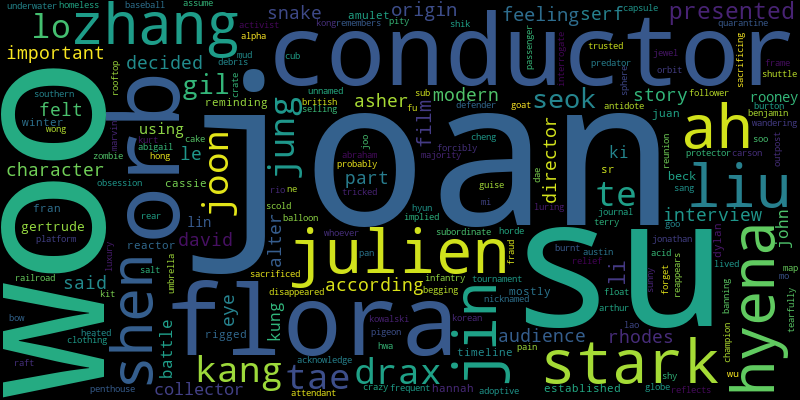 underwater
homeless
baseball
assume
lo
zhang
snake
origin
amulet
pity
shik
feeling
serf
capsule
presented
activist
kong
remembers
quarantine
important
alpha
mud
debris
cub
conductor
decided
gil
crate
reminding
asher
modern
seok
story
rooney
southern
felt
winter
wong
rooftop
orb
joan
jung
film
unnamed
british
selling
sub
fu
defender
goat
antidote
juan
burton
benjamin
wandering
woo
using
marvin
hong
cake
zombie
abigail
le
joon
character
obsession
cassie
rio
ne
part
joo
abraham
probably
majority
forcibly
tricked
cheng
director
ki
sr
soo
reunion
protector
carson
beck
sang
liu
ah
outpost
fran
gertrude
platform
rear
lin
scold
balloon
alter
hyun
implied
guise
mi
dae
luring
te
journal
terry
interview
goo
john
reactor
david
whoever
julien
subordinate
horde
fraud
su
burnt
austin
relief
jonathan
acid
forget
reappears
dylan
lived
map
mo
hyena
said
luxury
salt
umbrella
shen
railroad
kit
eye
sacrificed
disappeared
pan
according
infantry
begging
tournament
nicknamed
li
float
arthur
sunny
banning
tearfully
bow
heated
clothing
battle
rigged
kung
flora
kowalski
korean
pigeon
hwa
jin
mostly
audience
pain
rhodes
lao
champion
raft
penthouse
collector
kang
attendant
tae
acknowledge
drax
crazy
frequent
hannah
timeline
adoptive
stark
established
shy
globe
reflects
wu
passenger
interrogate
trusted
predator
sphere
jewel
orbit
frame
sacrificing
shuttle
follower